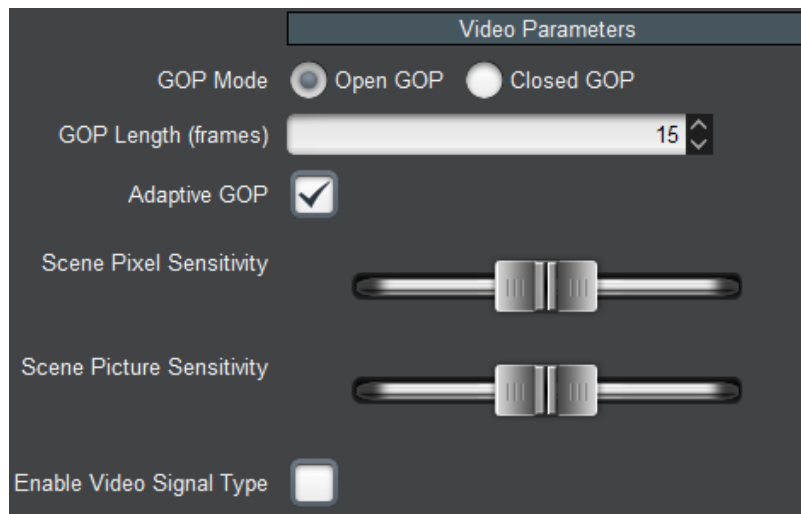 Video Parameters
GOP Mode Open GOP Closed GOP
GOP Length (frames) 15
Adaptive GOP
Scene Pixel Sensitivity
Scene Picture Sensitivity
Enable Video Signal Type